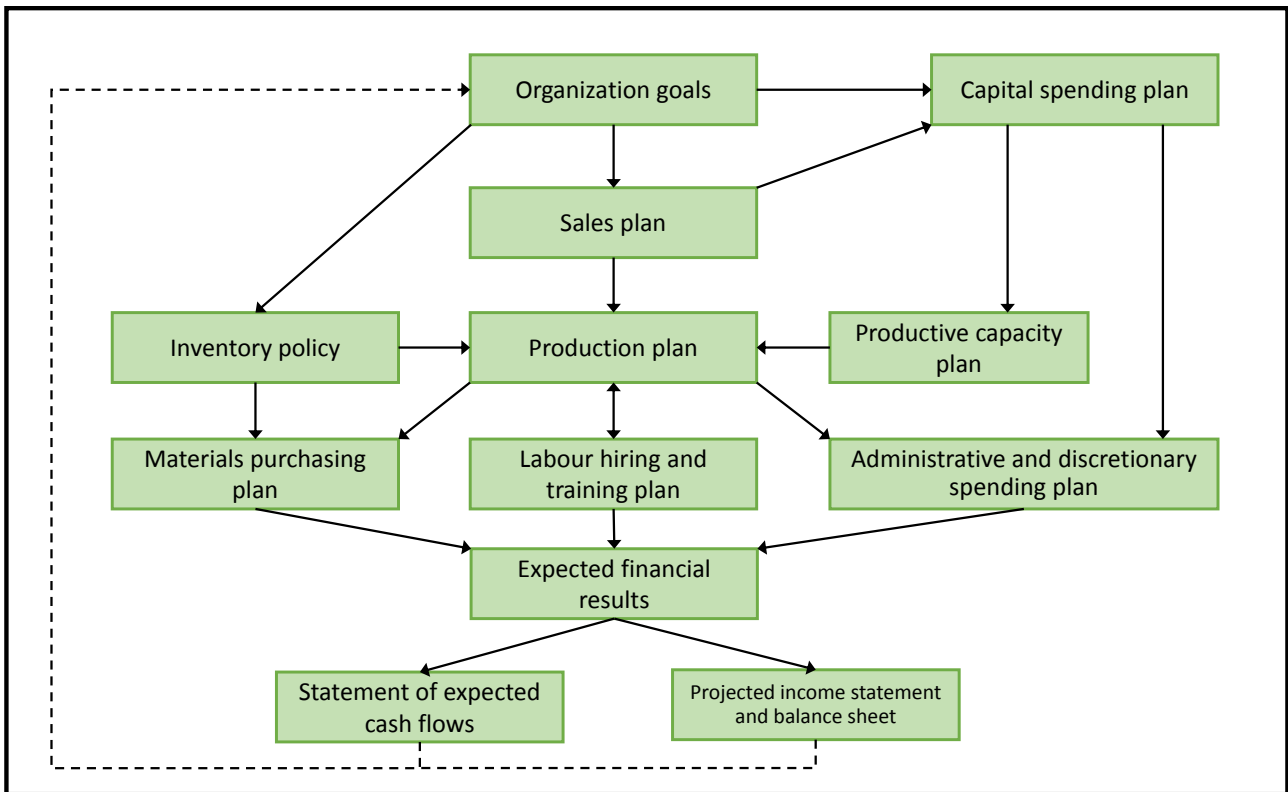 Organization goals
Capital spending plan
Sales plan
Inventory policy
Production plan
Productive capacity
plan
Materials purchasing
plan
Labour hiring and
training plan
Administrative and discretionary
spending plan
Expected financial
results
Statement of expected
cash flows
Projected income statement
and balance sheet